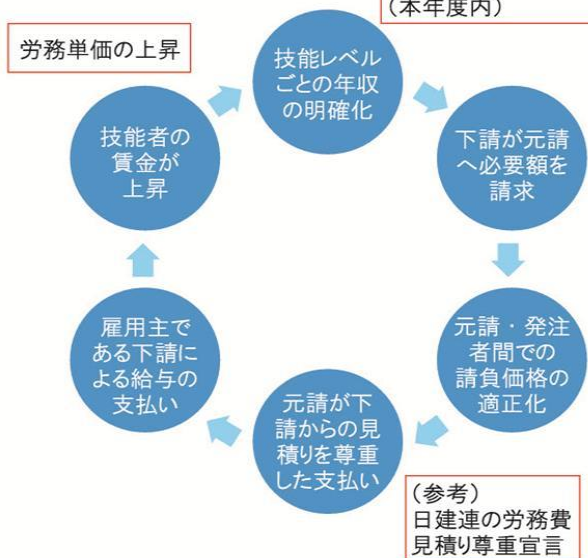 (本年度内)
労務単価の上昇
技能レベル
ごとの年収
の明確化
下請が元請
へ必要額を
請求
元請・発注
者間での
請負価格の
適正化
元請が下
請からの見
積りを尊重
した支払い
雇用主で
ある下請に
よる給与の
支払い
技能者の
賃金が
上昇
(参考)
日建連の労務費
見積り尊重宣言